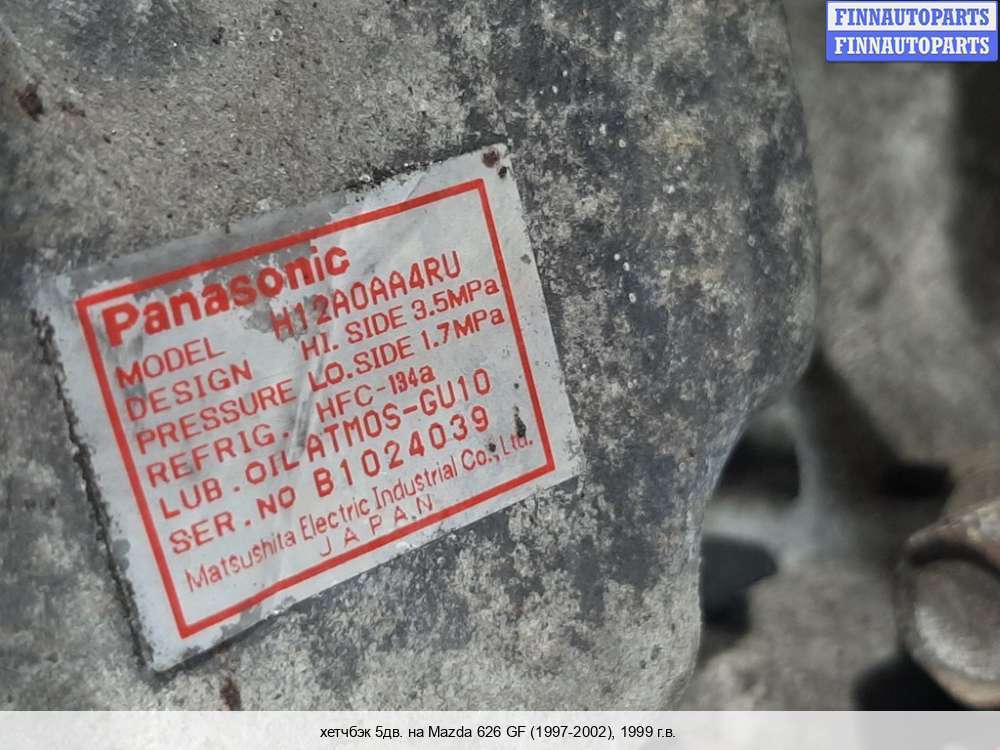 FINNAUTOPARTS
FINNAUTOPARTS
Panasonic
MODEL H12A0AA4RU
DESIGN HI. SIDE 3.5MPa
PRESSURE LO.SIDE 1.7MPa
REFRIG. HFC-134a
LUB. OIL ATMOS-GU10
SER.NO B1024039
Matsushita Electric Industrial Co.,Ltd.
JAPAN
хетчбэк 5дв. на Mazda 626 GF (1997-2002), 1999 г.в.